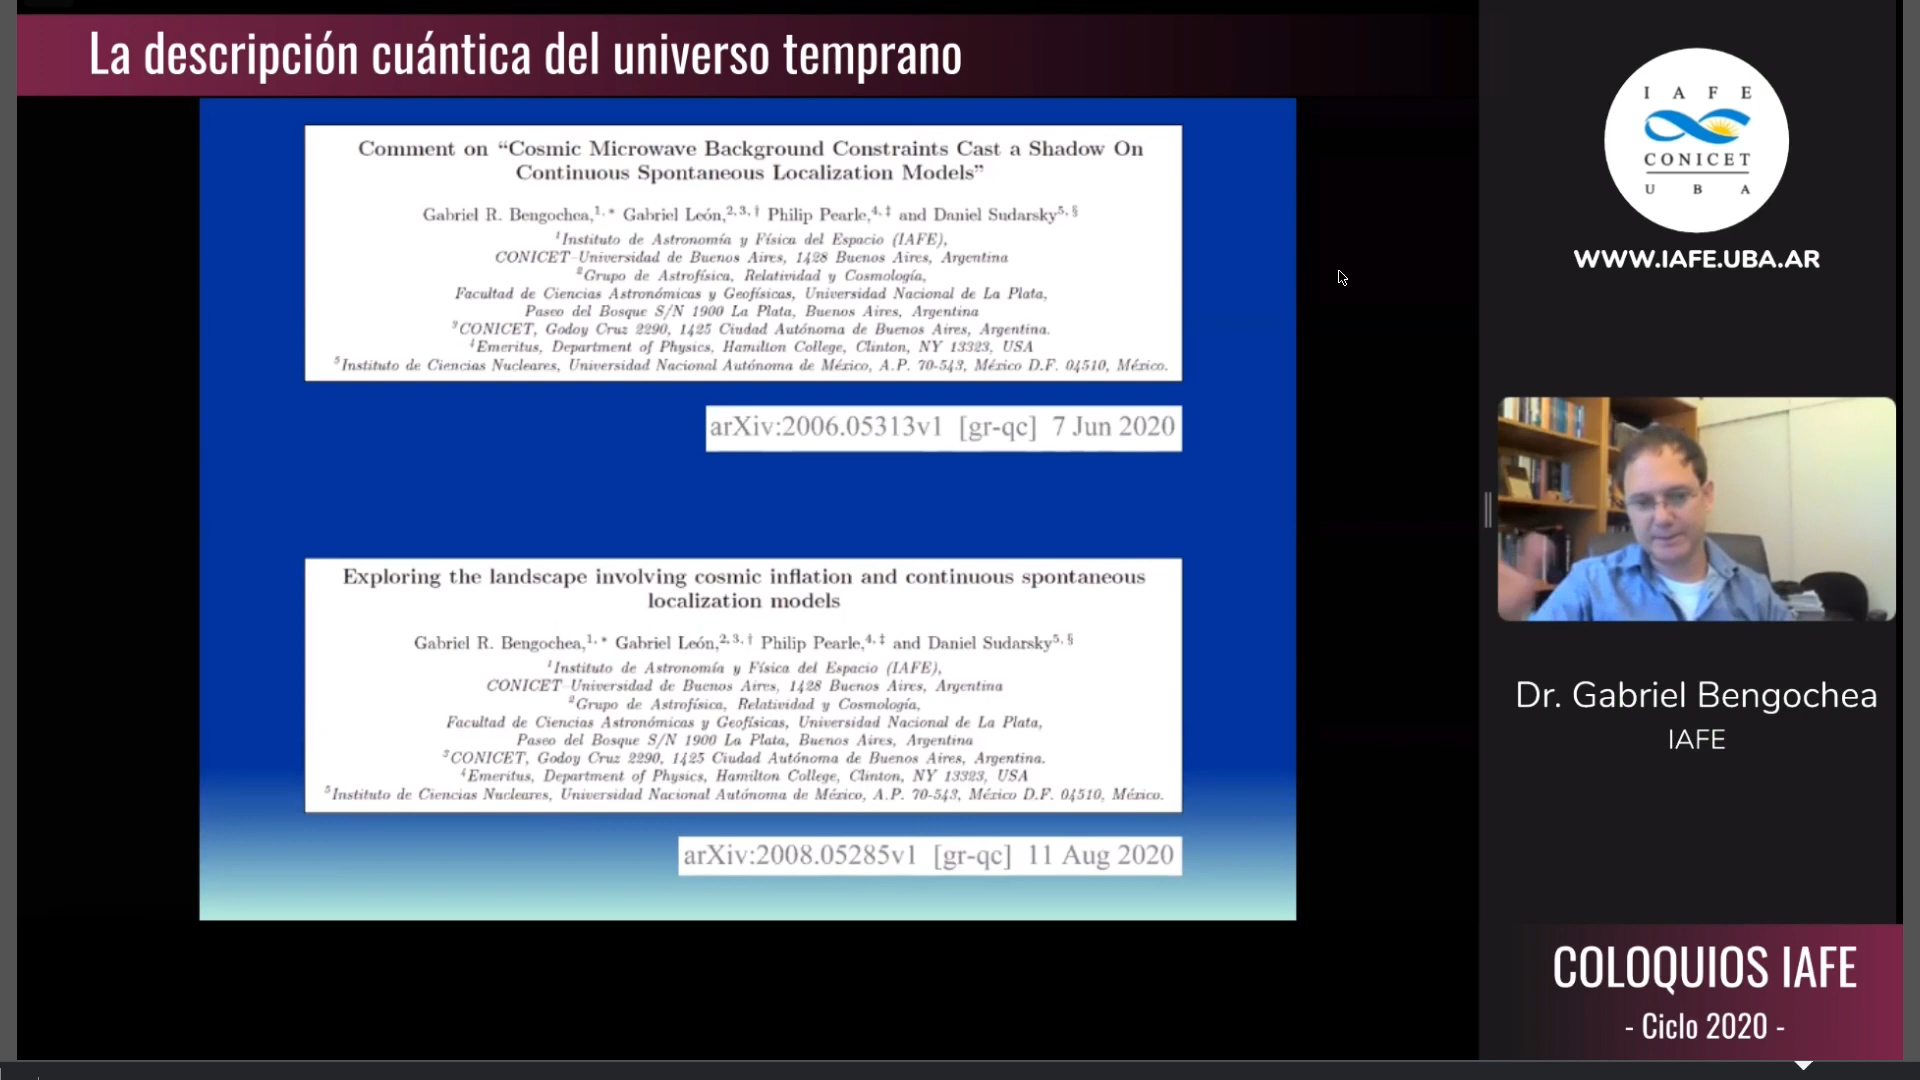 La descripción cuántica del universo temprano
Comment on “Cosmic Microwave Background Constraints Cast a Shadow On
Continuous Spontaneous Localization Models”
Gabriel R. Bengochea,1, * Gabriel León,2, 3, † Philip Pearle,4, ‡ and Daniel Sudarsky5, §
1Instituto de Astronomía y Física del Espacio (IAFE),
CONICET–Universidad de Buenos Aires, 1428 Buenos Aires, Argentina
2Grupo de Astrofísica, Relatividad y Cosmología,
Facultad de Ciencias Astronómicas y Geofísicas, Universidad Nacional de La Plata,
Paseo del Bosque S/N 1900 La Plata, Buenos Aires, Argentina
3CONICET, Godoy Cruz 2290, 1425 Ciudad Autónoma de Buenos Aires, Argentina.
4Emeritus, Department of Physics, Hamilton College, Clinton, NY 13323, USA
5Instituto de Ciencias Nucleares, Universidad Nacional Autónoma de México, A.P. 70-543, México D.F. 04510, México.
arXiv:2006.05313v1 [gr-qc] 7 Jun 2020
Exploring the landscape involving cosmic inflation and continuous spontaneous
localization models
Gabriel R. Bengochea,1, * Gabriel León,2, 3, † Philip Pearle,4, ‡ and Daniel Sudarsky5, §
1Instituto de Astronomía y Física del Espacio (IAFE),
CONICET–Universidad de Buenos Aires, 1428 Buenos Aires, Argentina
2Grupo de Astrofísica, Relatividad y Cosmología,
Facultad de Ciencias Astronómicas y Geofísicas, Universidad Nacional de La Plata,
Paseo del Bosque S/N 1900 La Plata, Buenos Aires, Argentina
3CONICET, Godoy Cruz 2290, 1425 Ciudad Autónoma de Buenos Aires, Argentina.
4Emeritus, Department of Physics, Hamilton College, Clinton, NY 13323, USA
5Instituto de Ciencias Nucleares, Universidad Nacional Autónoma de México, A.P. 70-543, México D.F. 04510, México.
arXiv:2008.05285v1 [gr-qc] 11 Aug 2020
IAFE
CONICET
UBA
WWW.IAFE.UBA.AR
Dr. Gabriel Bengochea
IAFE
COLOQUIOS IAFE
- Ciclo 2020 -